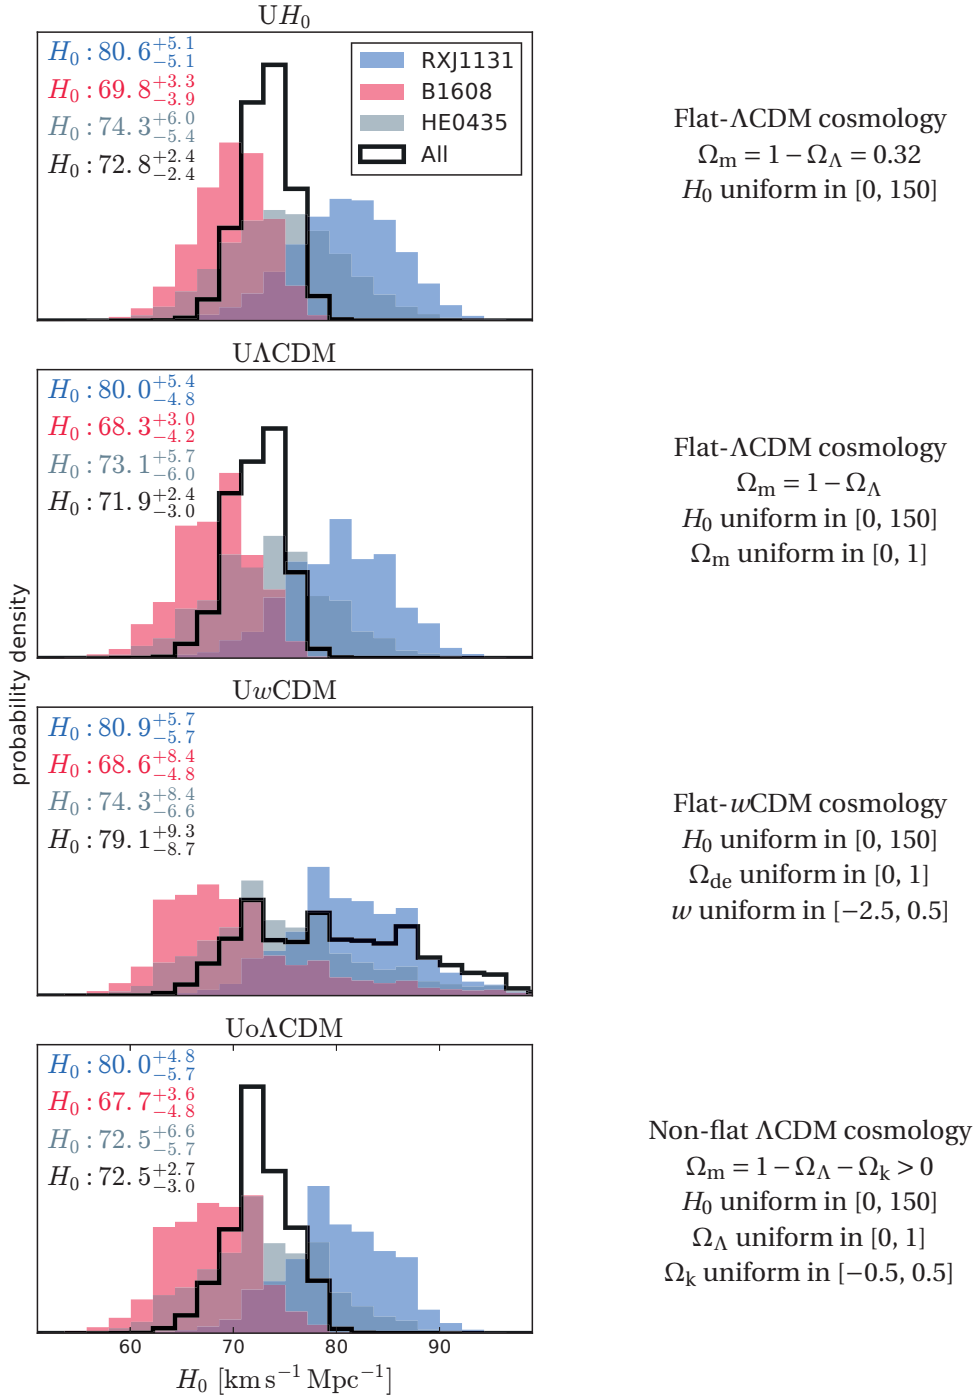 UH₀
H₀ : 80.6⁺⁵·¹₋₅.₁
H₀ : 69.8⁺³·³₋₃.₉
H₀ : 74.3⁺⁶·⁰₋₅.₄
H₀ : 72.8⁺²·⁴₋₂.₄
RXJ1131
B1608
HE0435
All
Flat-ΛCDM cosmology
Ωₘ = 1 − Ω_Λ = 0.32
H₀ uniform in [0, 150]
UΛCDM
H₀ : 80.0⁺⁵·⁴₋₄.₈
H₀ : 68.3⁺³·⁰₋₄.₂
H₀ : 73.1⁺⁵·⁷₋₆.₀
H₀ : 71.9⁺²·⁴₋₃.₀
Flat-ΛCDM cosmology
Ωₘ = 1 − Ω_Λ
H₀ uniform in [0, 150]
Ωₘ uniform in [0, 1]
probability density
UwCDM
H₀ : 80.9⁺⁵·⁷₋₅.₇
H₀ : 68.6⁺⁸·⁴₋₄.₈
H₀ : 74.3⁺⁸·⁴₋₆.₆
H₀ : 79.1⁺⁹·³₋₈.₇
Flat-wCDM cosmology
H₀ uniform in [0, 150]
Ω_de uniform in [0, 1]
w uniform in [−2.5, 0.5]
UoΛCDM
H₀ : 80.0⁺⁴·⁸₋₅.₇
H₀ : 67.7⁺³·⁶₋₄.₈
H₀ : 72.5⁺⁶·⁶₋₅.₇
H₀ : 72.5⁺²·⁷₋₃.₀
Non-flat ΛCDM cosmology
Ωₘ = 1 − Ω_Λ − Ωₖ > 0
H₀ uniform in [0, 150]
Ω_Λ uniform in [0, 1]
Ωₖ uniform in [−0.5, 0.5]
60 70 80 90
H₀ [km s⁻¹ Mpc⁻¹]